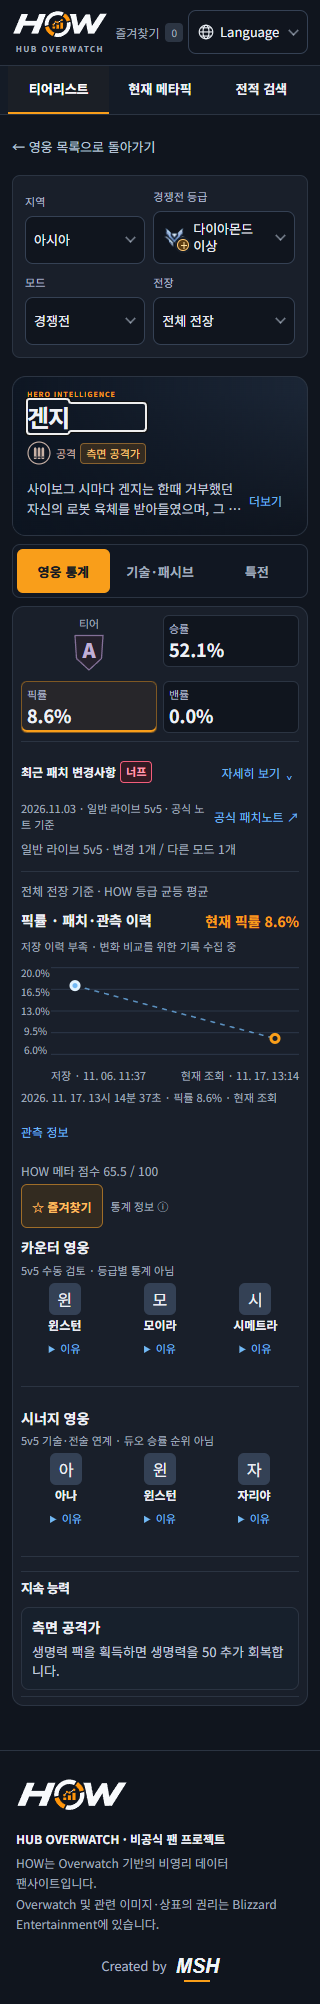 HOW
HUB OVERWATCH
즐겨찾기 0
Language
티어리스트 현재 메타픽 전적 검색
← 영웅 목록으로 돌아가기
지역
아시아
경쟁전 등급
다이아몬드
이상
모드
경쟁전
전장
전체 전장
HERO INTELLIGENCE
겐지
공격 측면 공격가
사이보그 시마다 겐지는 한때 거부했던
자신의 로봇 육체를 받아들였으며, 그 … 더보기
영웅 통계 기술·패시브 특전
티어
A
승률
52.1%
픽률
8.6%
밴률
0.0%
최근 패치 변경사항 너프 자세히 보기 ⌄
2026.11.03 · 일반 라이브 5v5 · 공식 노
트 기준
공식 패치노트 ↗
일반 라이브 5v5 · 변경 1개 / 다른 모드 1개
전체 전장 기준 · HOW 등급 균등 평균
픽률 · 패치·관측 이력 현재 픽률 8.6%
저장 이력 부족 · 변화 비교를 위한 기록 수집 중
20.0%
16.5%
13.0%
9.5%
6.0%
저장 · 11. 06. 11:37 현재 조회 · 11. 17. 13:14
2026. 11. 17. 13시 14분 37초 · 픽률 8.6% · 현재 조회
관측 정보
HOW 메타 점수 65.5 / 100
☆ 즐겨찾기 통계 정보 ⓘ
카운터 영웅
5v5 수동 검토 · 등급별 통계 아님
윈 모 시
윈스턴 모이라 시메트라
▶ 이유 ▶ 이유 ▶ 이유
시너지 영웅
5v5 기술·전술 연계 · 듀오 승률 순위 아님
아 윈 자
아나 윈스턴 자리야
▶ 이유 ▶ 이유 ▶ 이유
지속 능력
측면 공격가
생명력 팩을 획득하면 생명력을 50 추가 회복합
니다.
HOW
HUB OVERWATCH · 비공식 팬 프로젝트
HOW는 Overwatch 기반의 비영리 데이터
팬사이트입니다.
Overwatch 및 관련 이미지·상표의 권리는 Blizzard
Entertainment에 있습니다.
Created by MSH